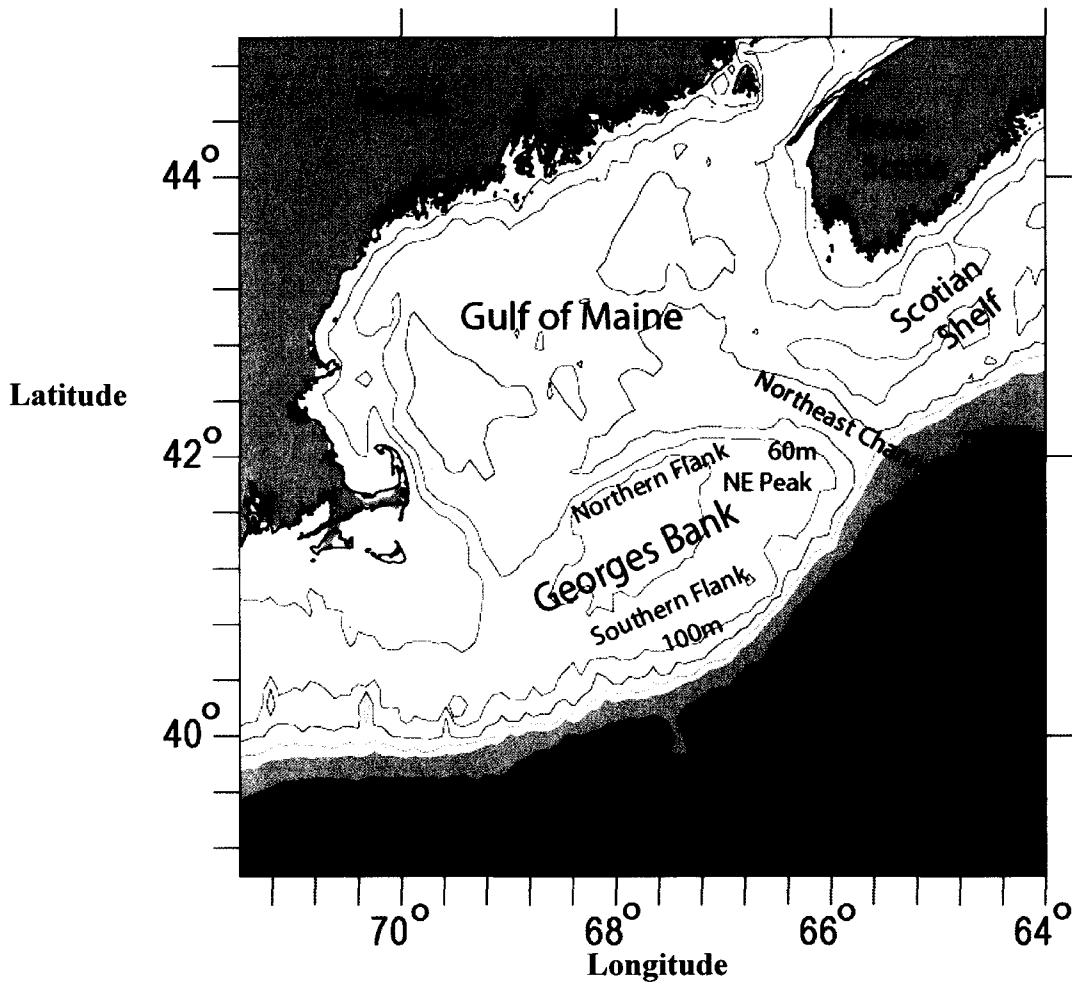 44°
42°
40°
Latitude
Gulf of Maine
Scotian
Shelf
Northeast
60m
NE Peak
Northern Flank
Georges Bank
Southern Flank
100m
70°
68°
66°
64°
Longitude